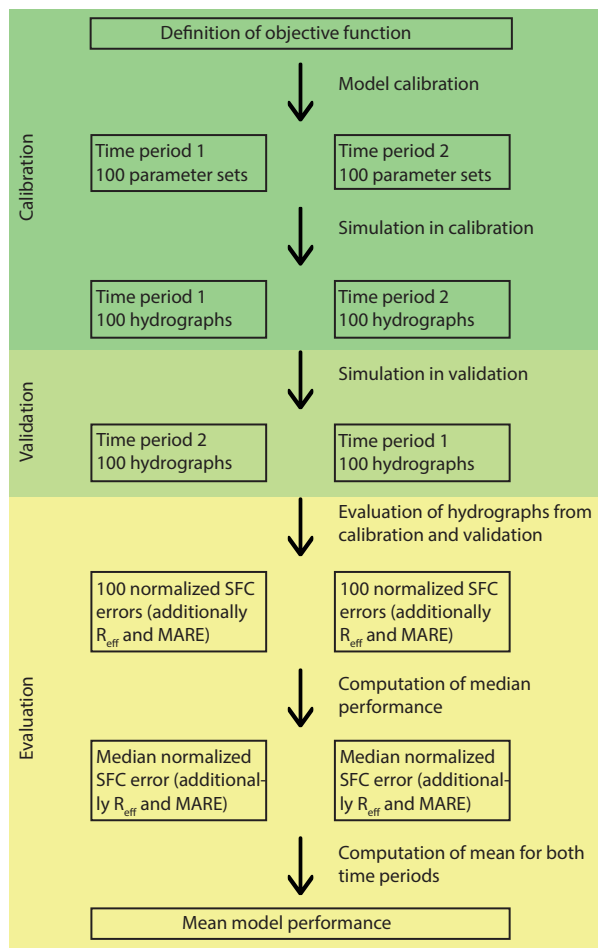 Definition of objective function
Model calibration
Calibration
Time period 1
100 parameter sets
Time period 2
100 parameter sets
Simulation in calibration
Time period 1
100 hydrographs
Time period 2
100 hydrographs
Simulation in validation
Validation
Time period 2
100 hydrographs
Time period 1
100 hydrographs
Evaluation of hydrographs from
calibration and validation
Evaluation
100 normalized SFC
errors (additionally
Reff and MARE)
100 normalized SFC
errors (additionally
Reff and MARE)
Computation of median
performance
Median normalized
SFC error (additional-
ly Reff and MARE)
Median normalized
SFC error (additional-
ly Reff and MARE)
Computation of mean for both
time periods
Mean model performance